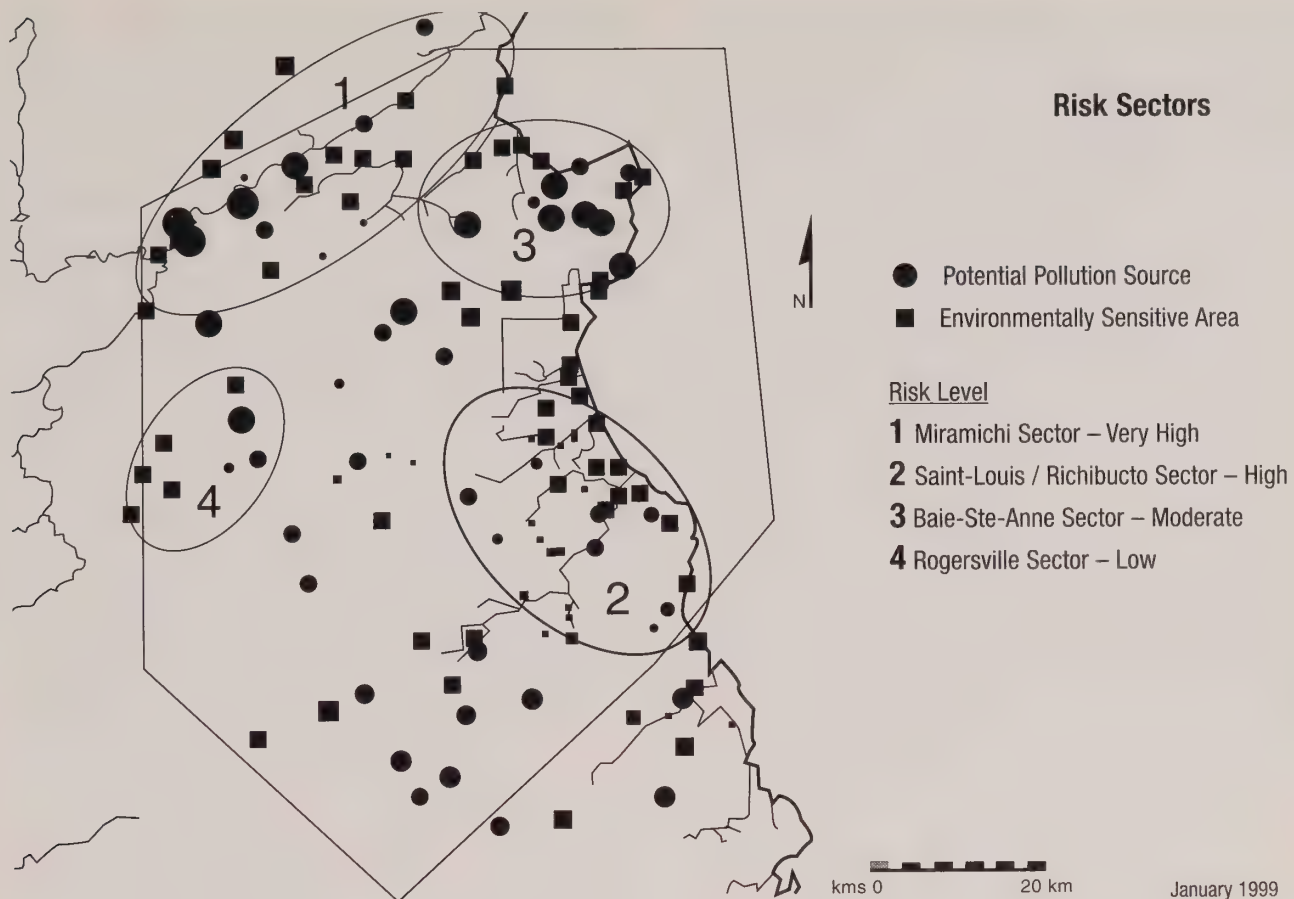 Risk Sectors
1
3
N
Potential Pollution Source
Environmentally Sensitive Area
Risk Level
1 Miramichi Sector – Very High
2 Saint-Louis / Richibucto Sector – High
3 Baie-Ste-Anne Sector – Moderate
4 Rogersville Sector – Low
4
2
kms 0 20 km
January 1999